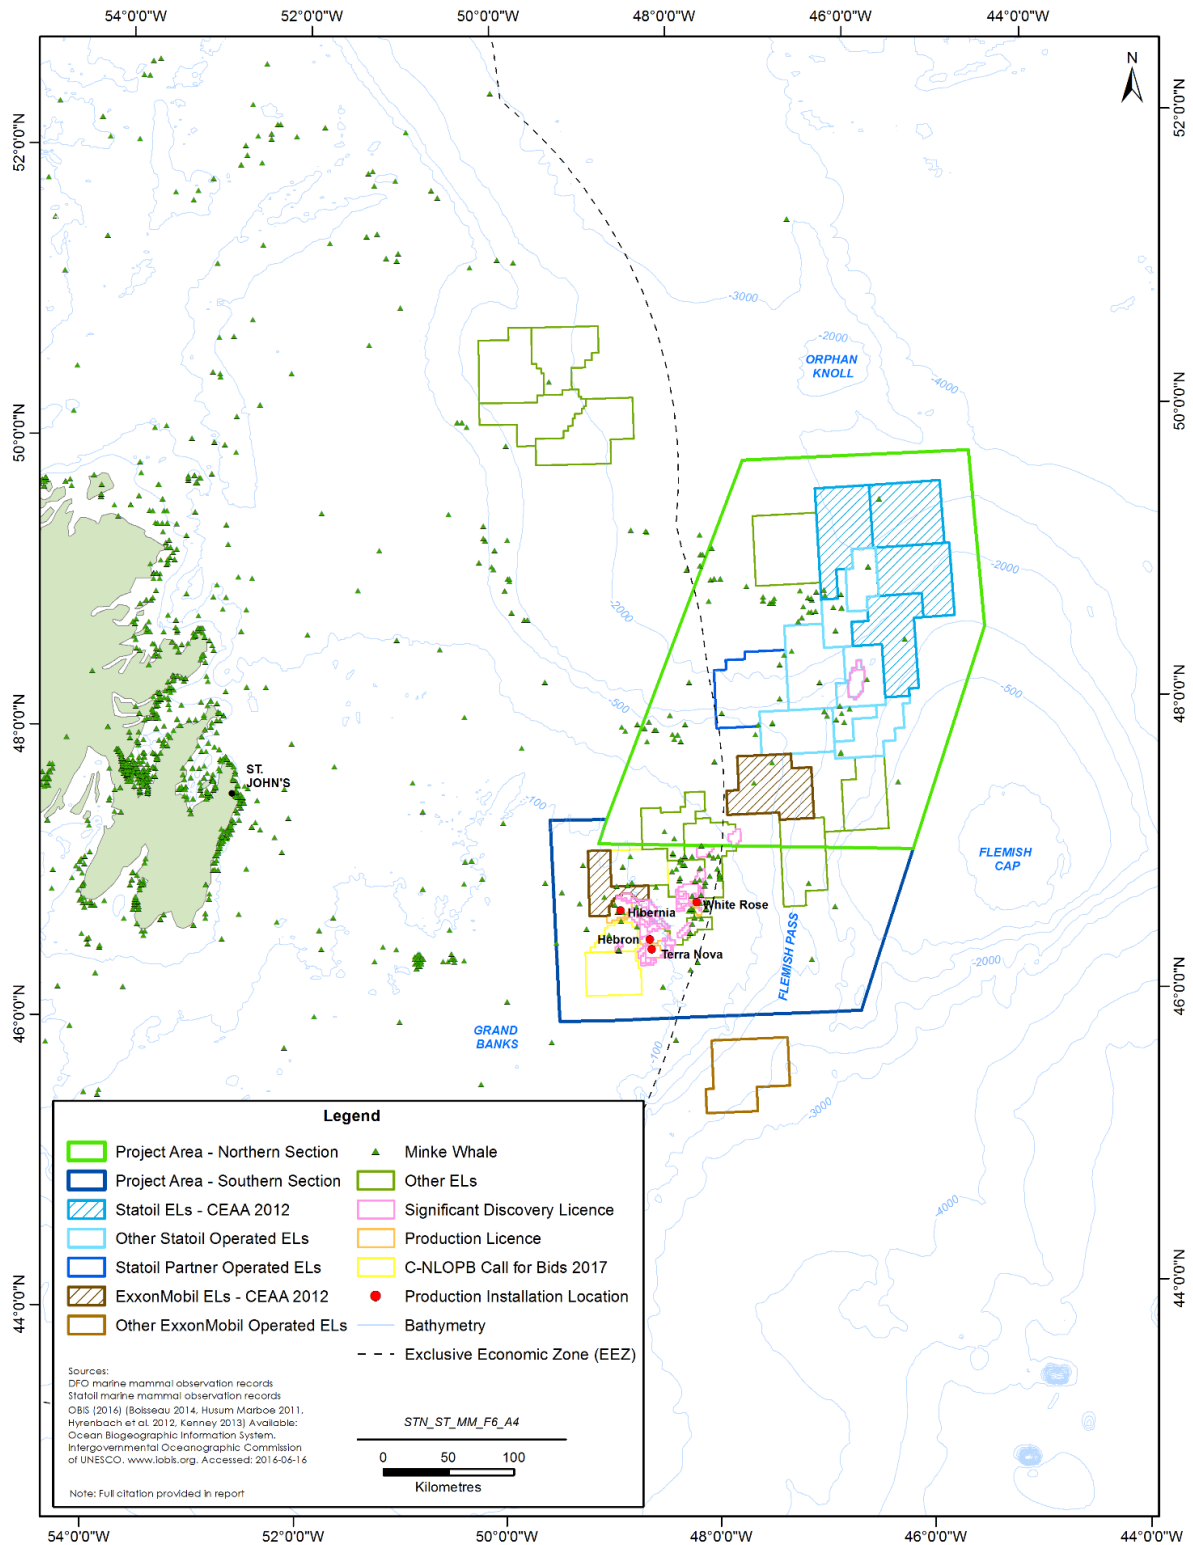 54°0'0"W 52°0'0"W 50°0'0"W 48°0'0"W 46°0'0"W 44°0'0"W
N
52°0'0"N
52°0'0"N
-3000
-2000
ORPHAN
KNOLL
-4000
50°0'0"N
50°0'0"N
-2000
-2000
-500
-500
48°0'0"N
48°0'0"N
ST.
JOHN'S
-100
FLEMISH
CAP
White Rose
Hibernia
Hebron
Terra Nova
FLEMISH PASS
-2000
46°0'0"N
46°0'0"N
GRAND
BANKS
-100
-3000
-4000
44°0'0"N
44°0'0"N
Legend
Project Area - Northern Section
Project Area - Southern Section
Statoil ELs - CEAA 2012
Other Statoil Operated ELs
Statoil Partner Operated ELs
ExxonMobil ELs - CEAA 2012
Other ExxonMobil Operated ELs
Minke Whale
Other ELs
Significant Discovery Licence
Production Licence
C-NLOPB Call for Bids 2017
Production Installation Location
Bathymetry
Exclusive Economic Zone (EEZ)
Sources:
DFO marine mammal observation records
Statoil marine mammal observation records
OBIS (2016) (Boisseau 2014, Husum Marboe 2011,
Hyrenbach et al. 2012, Kenney 2013) Available:
Ocean Biogeographic Information System.
Intergovernmental Oceanographic Commission
of UNESCO. www.iobis.org. Accessed: 2016-06-16
Note: Full citation provided in report
STN_ST_MM_F6_A4
0 50 100
Kilometres
54°0'0"W 52°0'0"W 50°0'0"W 48°0'0"W 46°0'0"W 44°0'0"W